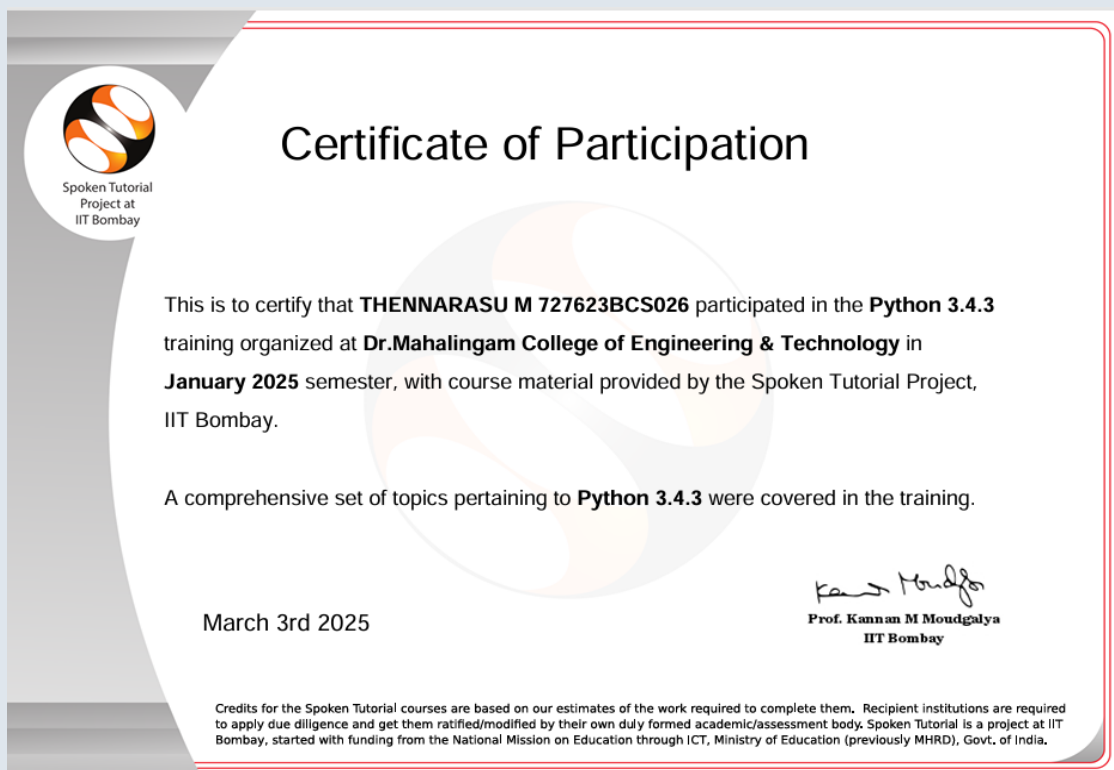 Spoken Tutorial
Project at
IIT Bombay
Certificate of Participation
This is to certify that THENNARASU M 727623BCS026 participated in the Python 3.4.3
training organized at Dr.Mahalingam College of Engineering & Technology in
January 2025 semester, with course material provided by the Spoken Tutorial Project,
IIT Bombay.
A comprehensive set of topics pertaining to Python 3.4.3 were covered in the training.
March 3rd 2025
Prof. Kannan M Moudgalya
IIT Bombay
Credits for the Spoken Tutorial courses are based on our estimates of the work required to complete them. Recipient institutions are required
to apply due diligence and get them ratified/modified by their own duly formed academic/assessment body. Spoken Tutorial is a project at IIT
Bombay, started with funding from the National Mission on Education through ICT, Ministry of Education (previously MHRD), Govt. of India.